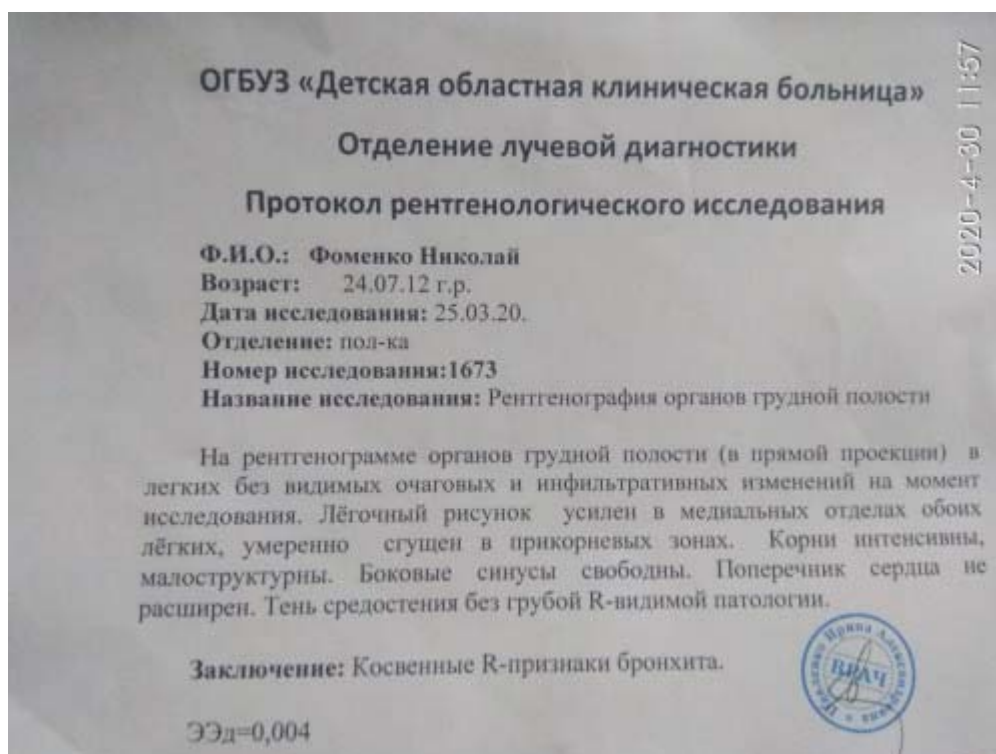 ОГБУЗ «Детская областная клиническая больница»
Отделение лучевой диагностики
Протокол рентгенологического исследования
Ф.И.О.: Фоменко Николай
Возраст: 24.07.12 г.р.
Дата исследования: 25.03.20.
Отделение: пол-ка
Номер исследования:1673
Название исследования: Рентгенография органов грудной полости
На рентгенограмме органов грудной полости (в прямой проекции) в
легких без видимых очаговых и инфильтративных изменений на момент
исследования. Лёгочный рисунок усилен в медиальных отделах обоих
лёгких, умеренно сгущен в прикорневых зонах. Корни интенсивны,
малоструктурны. Боковые синусы свободны. Поперечник сердца не
расширен. Тень средостения без грубой R-видимой патологии.
Заключение: Косвенные R-признаки бронхита.
ЭЭд=0,004
Ирина
ВРАЧ
2020-4-30 11:57